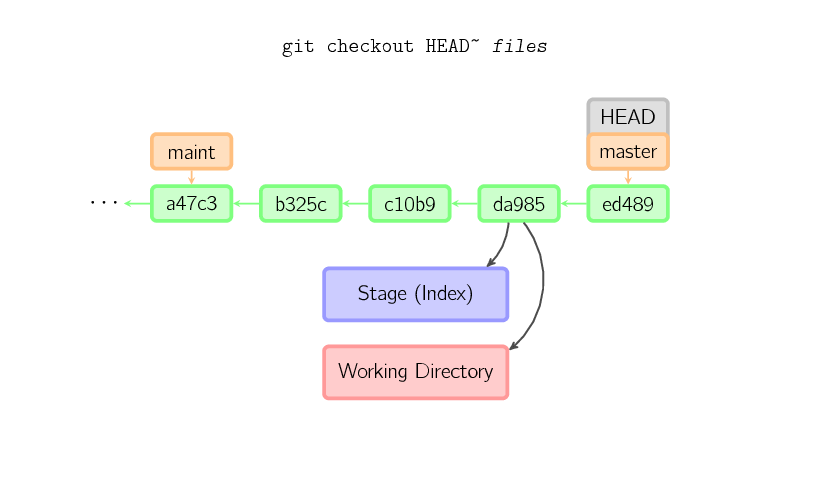 git checkout HEAD~ files
HEAD
maint
master
...
a47c3 b325c c10b9 da985 ed489
Stage (Index)
Working Directory